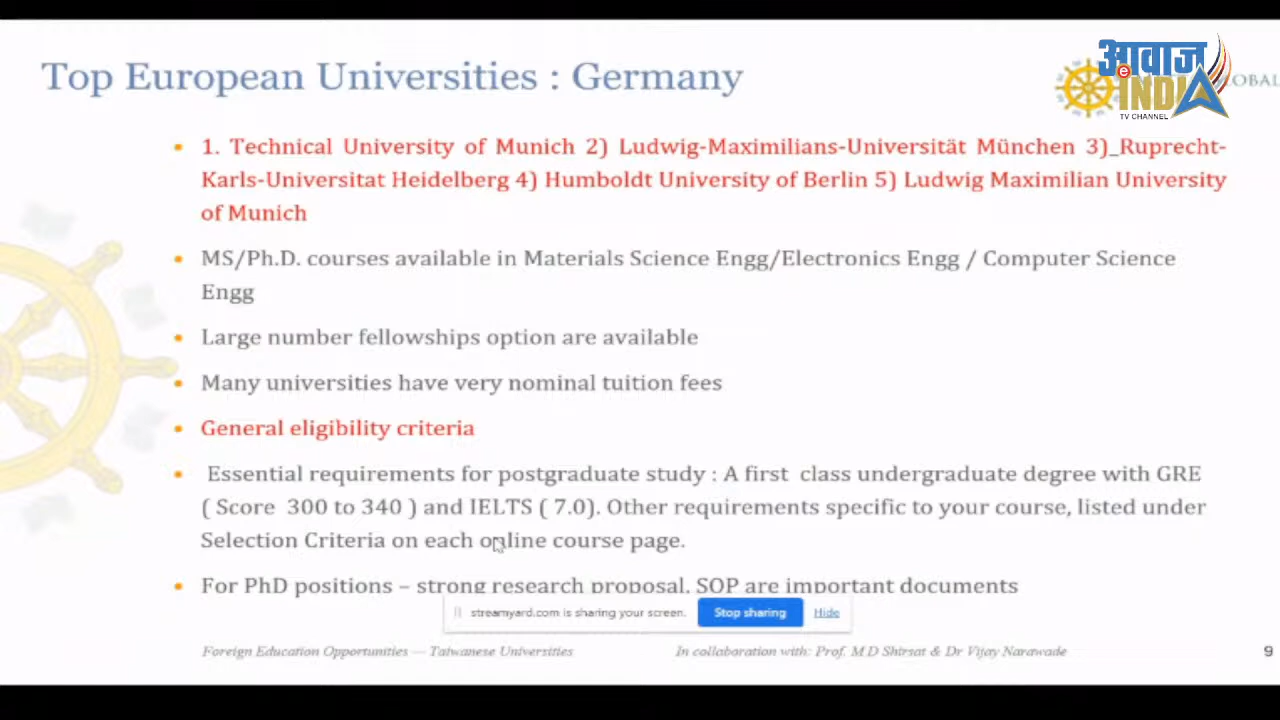 Top European Universities : Germany
आवाज
e
INDIA
TV CHANNEL
OBAL
1. Technical University of Munich 2) Ludwig-Maximilians-Universität München 3)_Ruprecht-
Karls-Universitat Heidelberg 4) Humboldt University of Berlin 5) Ludwig Maximilian University
of Munich
MS/Ph.D. courses available in Materials Science Engg/Electronics Engg / Computer Science
Engg
Large number fellowships option are available
Many universities have very nominal tuition fees
General eligibility criteria
Essential requirements for postgraduate study : A first class undergraduate degree with GRE
( Score 300 to 340 ) and IELTS ( 7.0). Other requirements specific to your course, listed under
Selection Criteria on each online course page.
For PhD positions – strong research proposal, SOP are important documents
streamyard.com is sharing your screen. Stop sharing Hide
Foreign Education Opportunities — Taiwanese Universities In collaboration with: Prof. M D Shirsat & Dr Vijay Narawade 9